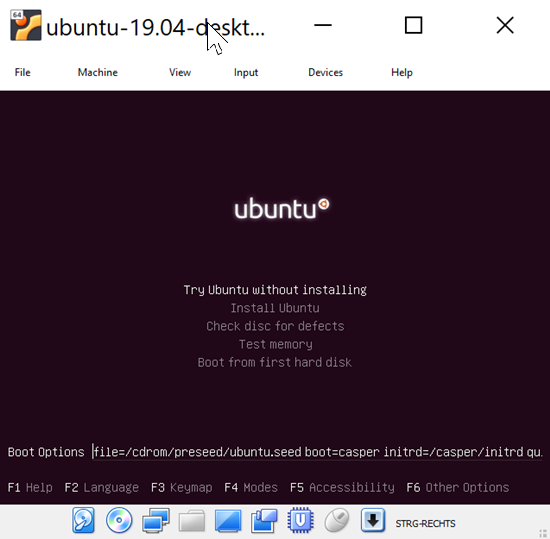 64
ubuntu-19.04-deskt...
File Machine View Input Devices Help
ubuntu
Try Ubuntu without installing
Install Ubuntu
Check disc for defects
Test memory
Boot from first hard disk
Boot Options file=/cdrom/preseed/ubuntu.seed boot=casper initrd=/casper/initrd qu
F1 Help F2 Language F3 Keymap F4 Modes F5 Accessibility F6 Other Options
STRG-RECHTS